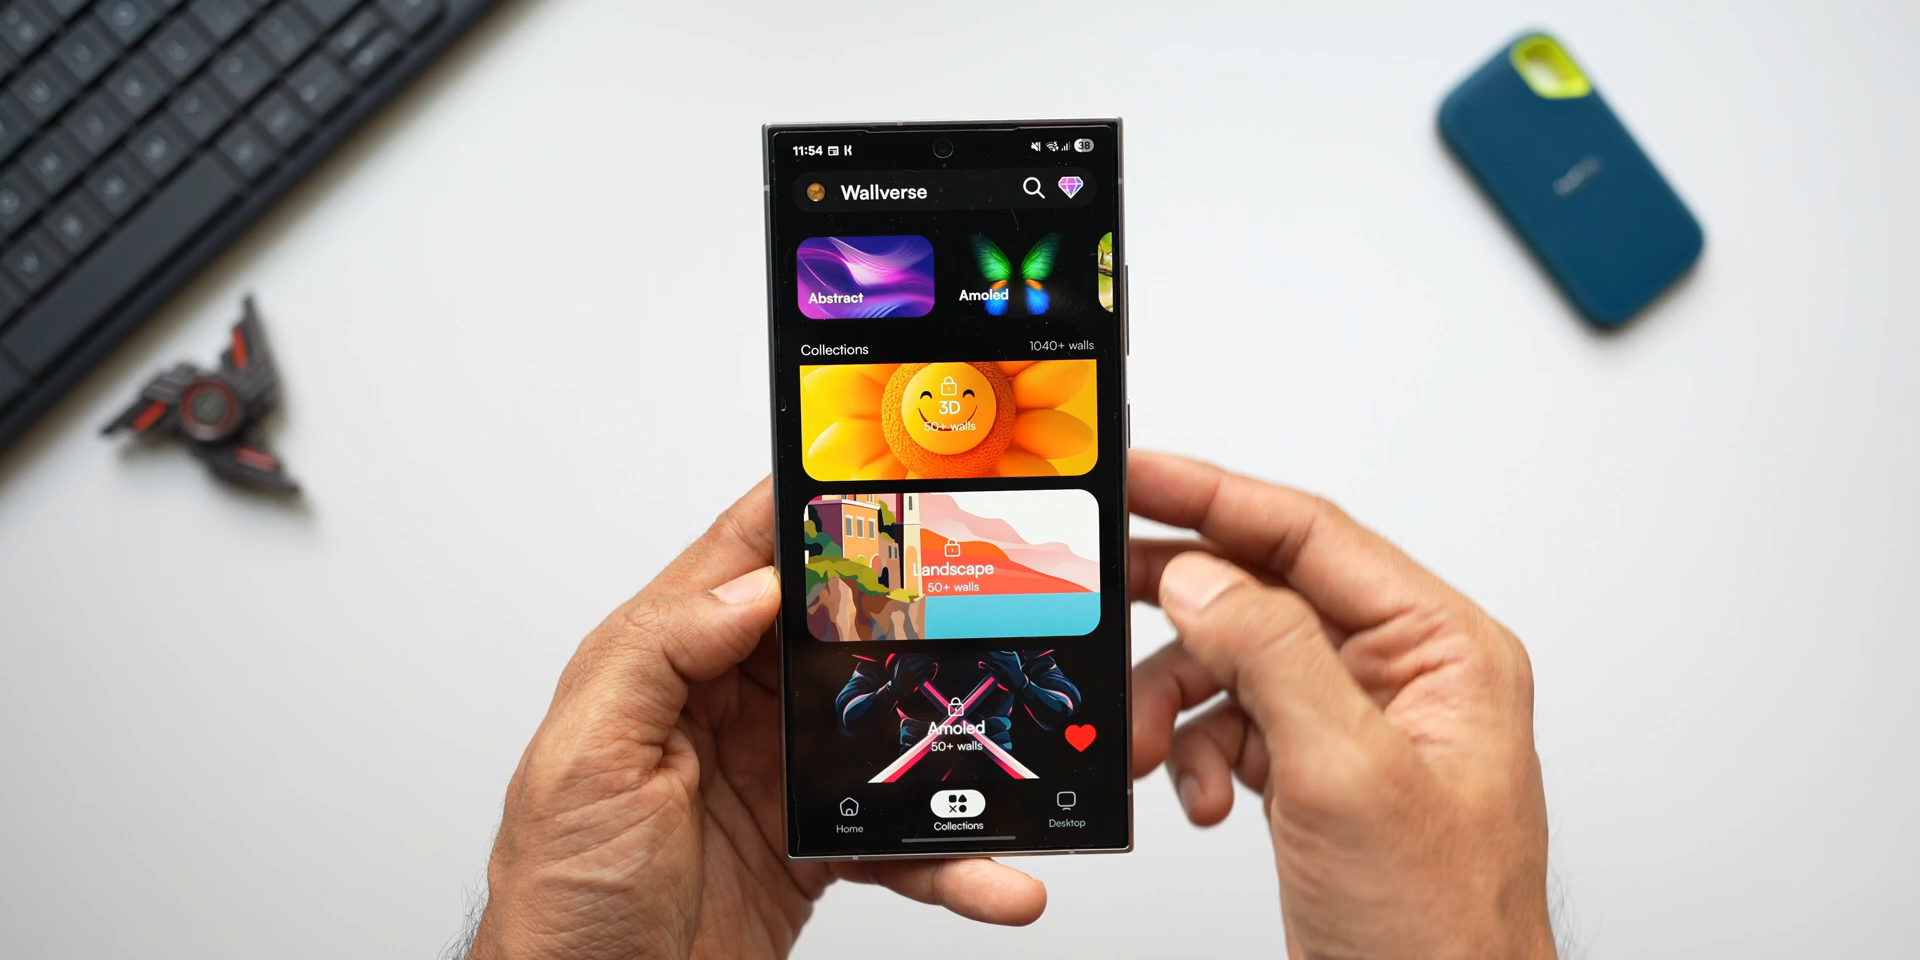 11:54
38
Wallverse
Abstract
Amoled
Collections
1040+ walls
3D
50+ walls
Landscape
50+ walls
Amoled
50+ walls
Home
Collections
Desktop